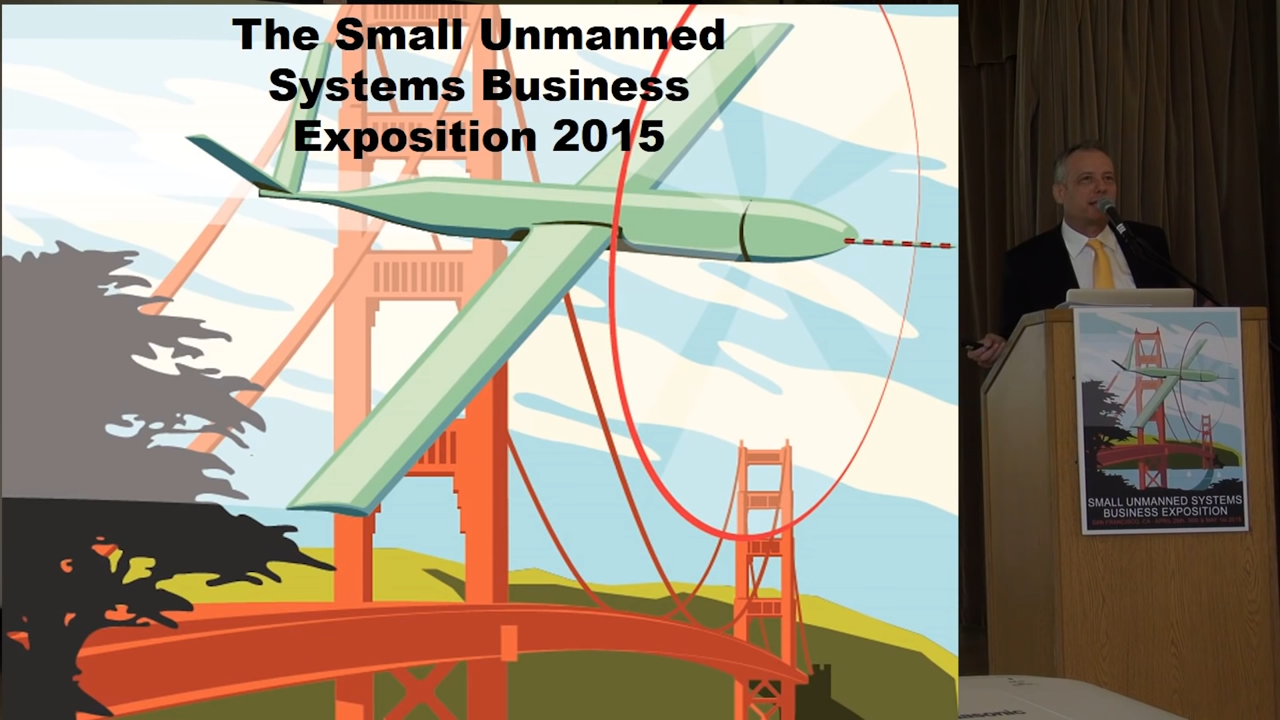 The Small Unmanned
Systems Business
Exposition 2015
SMALL UNMANNED SYSTEMS
BUSINESS EXPOSITION